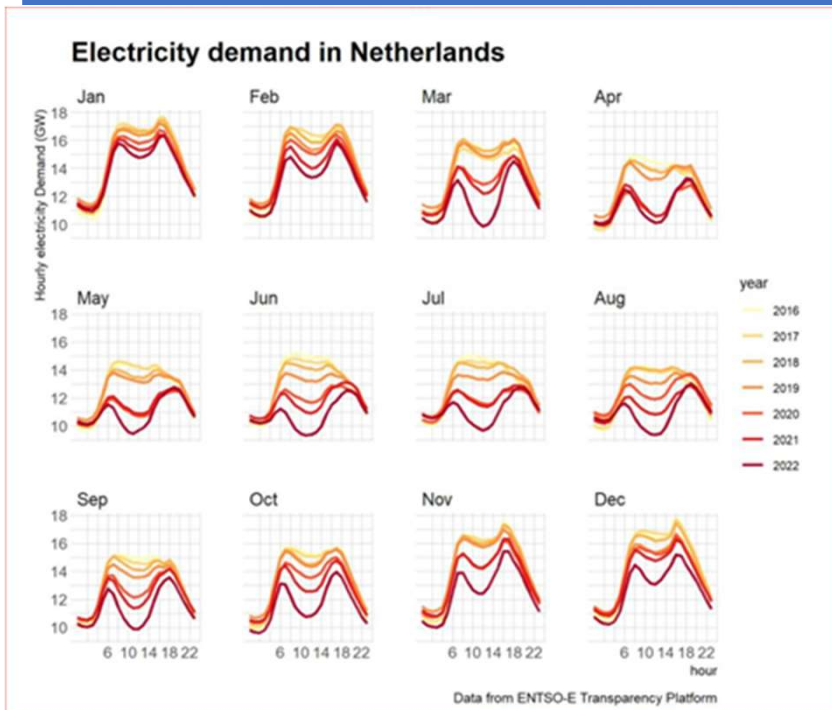 Electricity demand in Netherlands
Jan Feb Mar Apr
Hourly electricity Demand (GW)
18
16
14
12
10
May Jun Jul Aug
18
16
14
12
10
year
2016
2017
2018
2019
2020
2021
2022
Sep Oct Nov Dec
18
16
14
12
10
6 10 14 18 22 6 10 14 18 22 6 10 14 18 22 6 10 14 18 22
hour
Data from ENTSO-E Transparency Platform